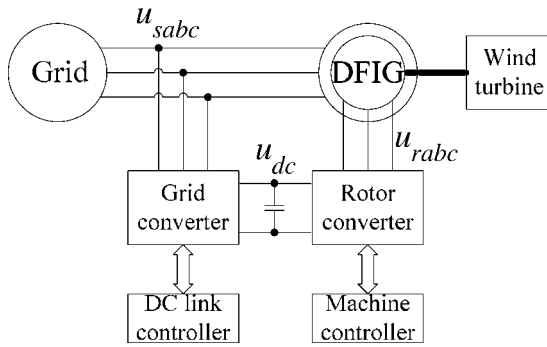 u_sabc
Grid
DFIG
Wind
turbine
u_rabc
u_dc
Grid
converter
Rotor
converter
DC link
controller
Machine
controller